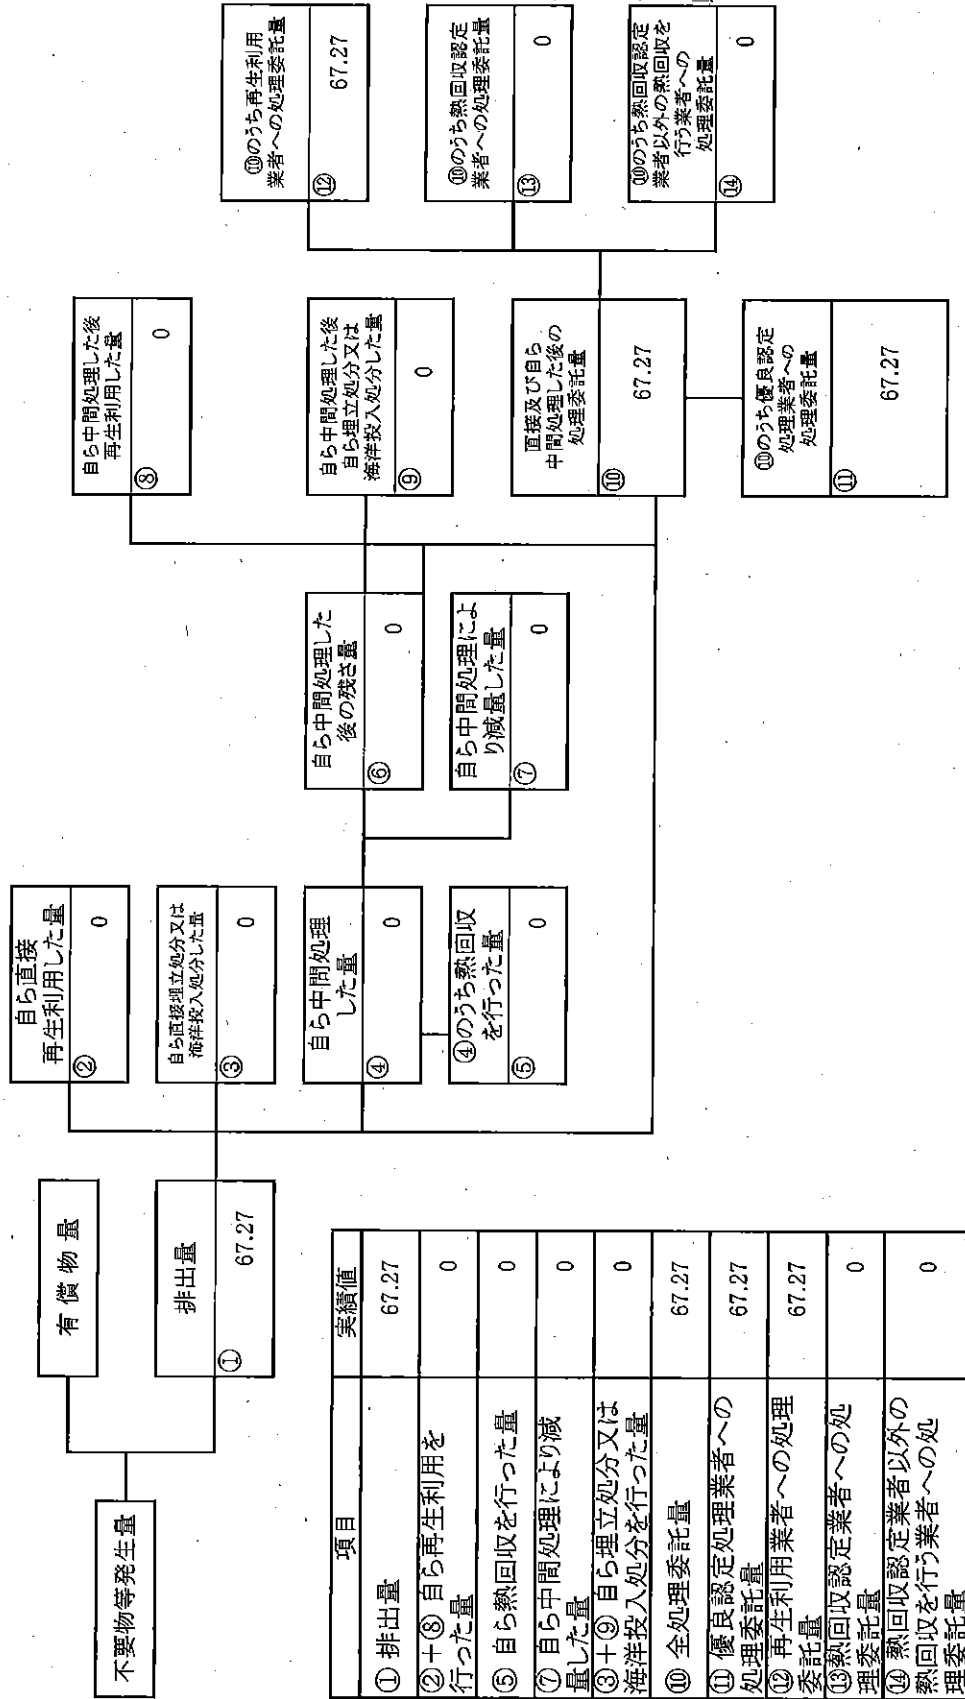 不要物等発生量
有償物量
排出量
①
67.27
自ら直接
再生利用した量
②
0
自ら直接埋立処分又は
海洋投入処分した量
③
0
自ら中間処理
した量
④
0
④のうち熱回収
を行った量
⑤
0
自ら中間処理した
後の残さ量
⑥
0
自ら中間処理によ
り減量した量
⑦
0
自ら中間処理した後
再生利用した量
⑧
0
自ら中間処理した後
自ら埋立処分又は
海洋投入処分した量
⑨
0
直接及び自ら
中間処理した後の
処理委託量
⑩
67.27
⑩のうち優良認定
処理業者への
処理委託量
⑪
67.27
⑩のうち再生利用
業者への処理委託量
⑫
67.27
⑩のうち熱回収認定
業者への処理委託量
⑬
0
⑩のうち熱回収認定
業者以外の熱回収を
行う業者への
処理委託量
⑭
0
項目 実績値
① 排出量 67.27
②+⑧ 自ら再生利用を
行った量 0
⑤ 自ら熱回収を行った量 0
⑦ 自ら中間処理により減
量した量 0
③+⑨ 自ら埋立処分又は
海洋投入処分を行った量 0
⑩ 全処理委託量 67.27
⑪ 優良認定処理業者への
処理委託量 67.27
⑫ 再生利用業者への処理
委託量 67.27
⑬熱回収認定業者への処
理委託量 0
⑭ 熱回収認定業者以外の
熱回収を行う業者への処
理委託量 0